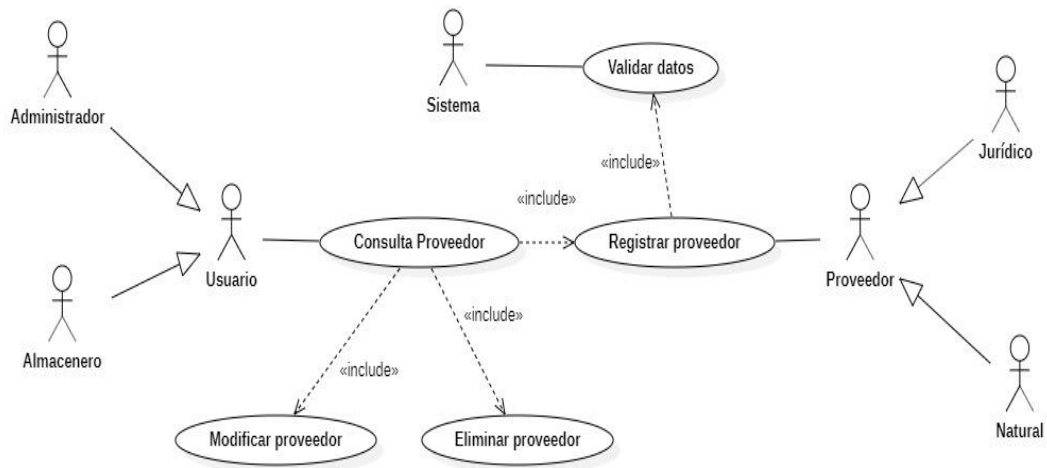 Administrador
Sistema
Validar datos
Jurídico
«include»
«include»
Usuario
Consulta Proveedor
Registrar proveedor
Proveedor
Almacenero
«include»
«include»
Modificar proveedor
Eliminar proveedor
Natural